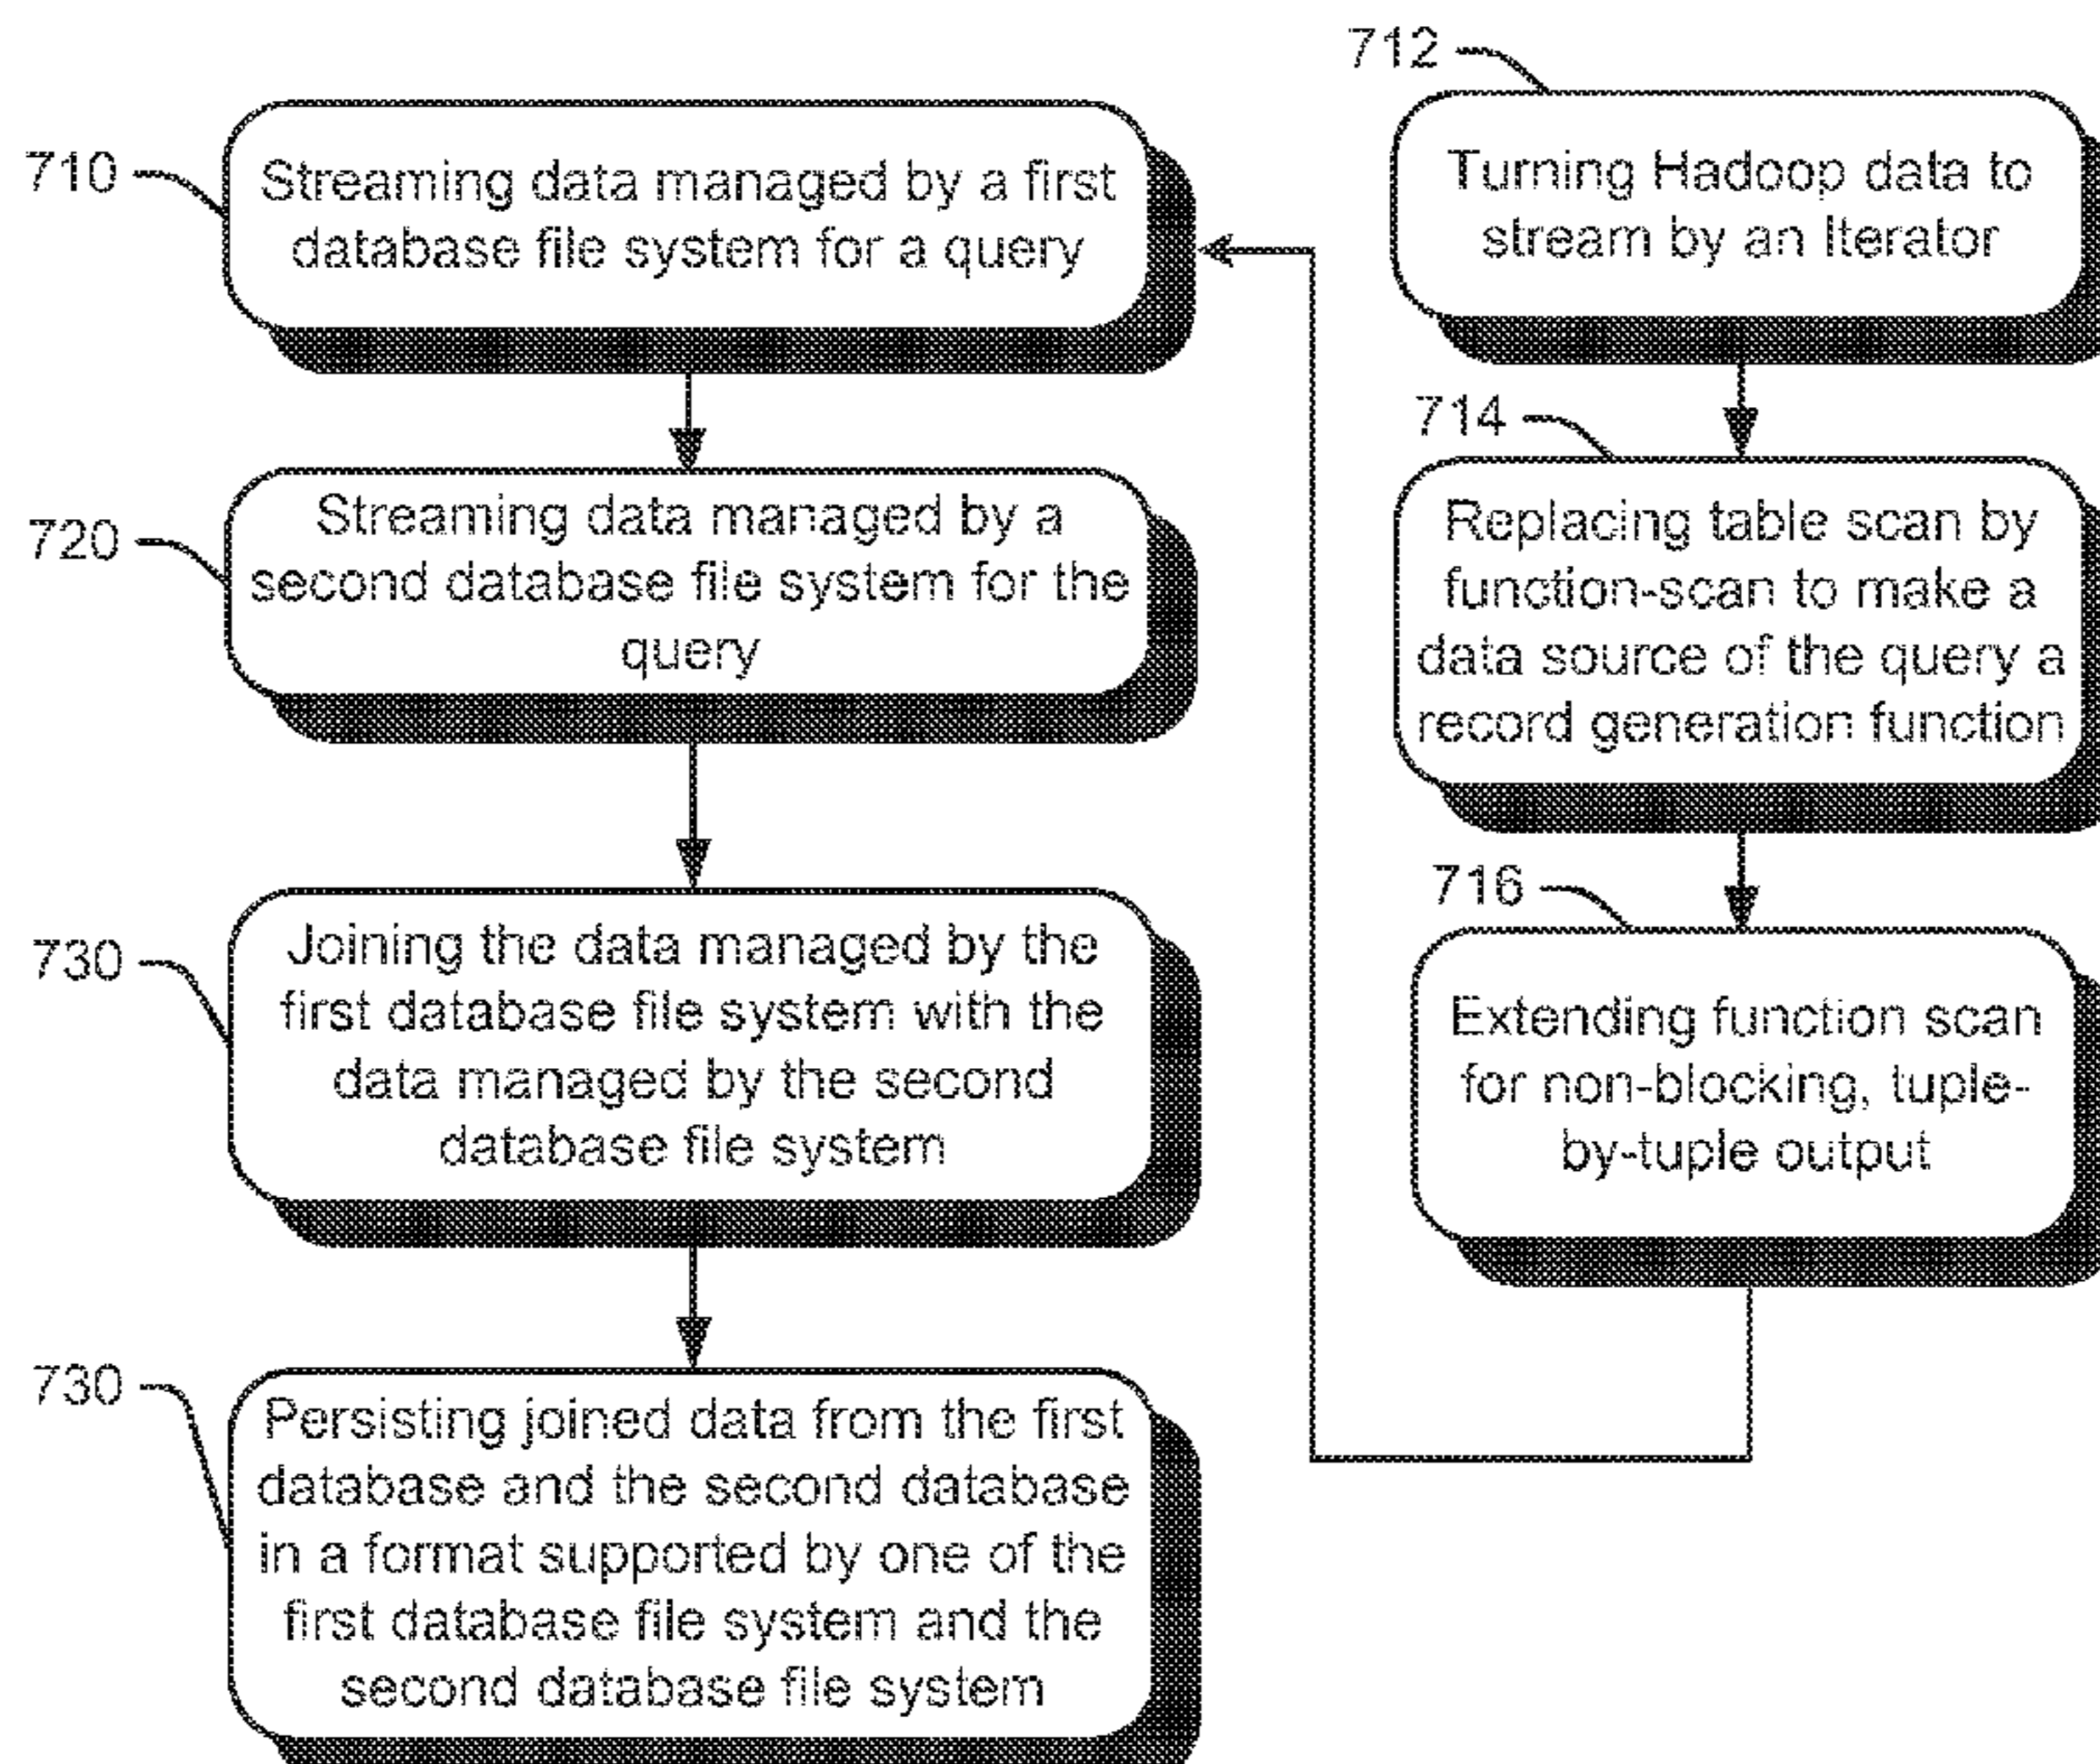 710
Streaming data managed by a first
database file system for a query
720
Streaming data managed by a
second database file system for the
query
730
Joining the data managed by the
first database file system with the
data managed by the second
database file system
730
Persisting joined data from the first
database and the second database
in a format supported by one of the
first database file system and the
second database file system
712
Turning Hadoop data to
stream by an Iterator
714
Replacing table scan by
function-scan to make a
data source of the query a
record generation function
716
Extending function scan
for non-blocking, tuple-
by-tuple output